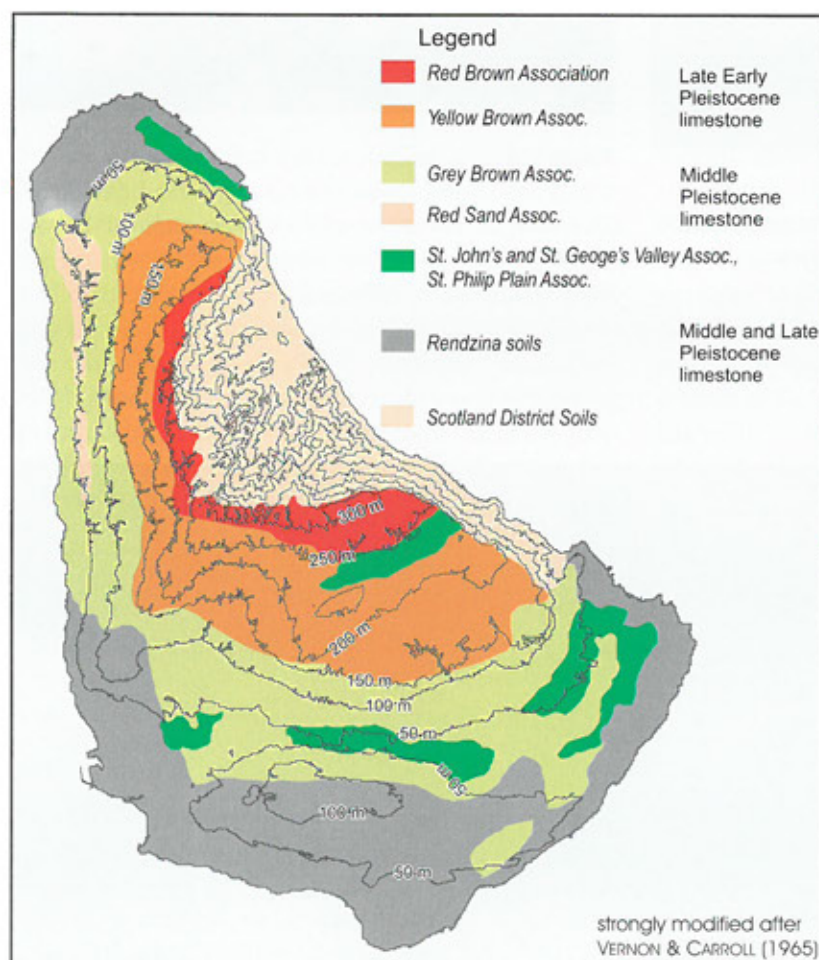 Legend
Red Brown Association
Late Early
Pleistocene
limestone
Yellow Brown Assoc.
Grey Brown Assoc.
Middle
Pleistocene
limestone
Red Sand Assoc.
St. John's and St. Geoge's Valley Assoc.,
St. Philip Plain Assoc.
Rendzina soils
Middle and Late
Pleistocene
limestone
Scotland District Soils
50 m
100 m
150 m
300 m
250 m
200 m
150 m
100 m
50 m
50 m
100 m
50 m
strongly modified after
VERNON & CARROLL (1965)